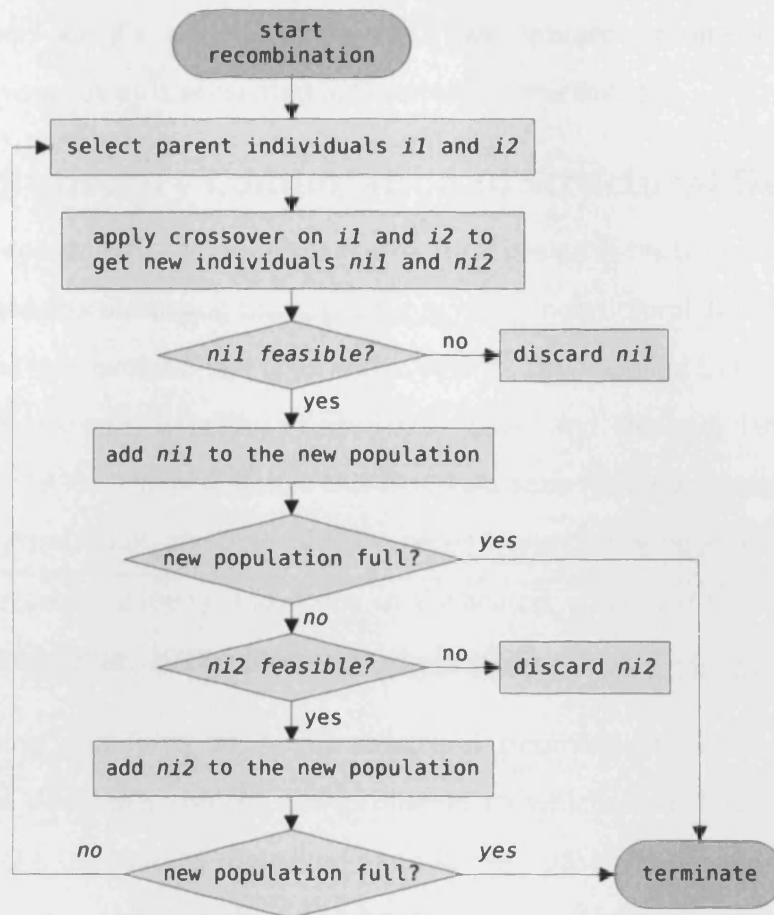 start
recombination
select parent individuals i1 and i2
apply crossover on i1 and i2 to
get new individuals ni1 and ni2
ni1 feasible?
no
discard ni1
yes
add ni1 to the new population
new population full?
yes
no
ni2 feasible?
no
discard ni2
yes
add ni2 to the new population
no
new population full?
yes
terminate